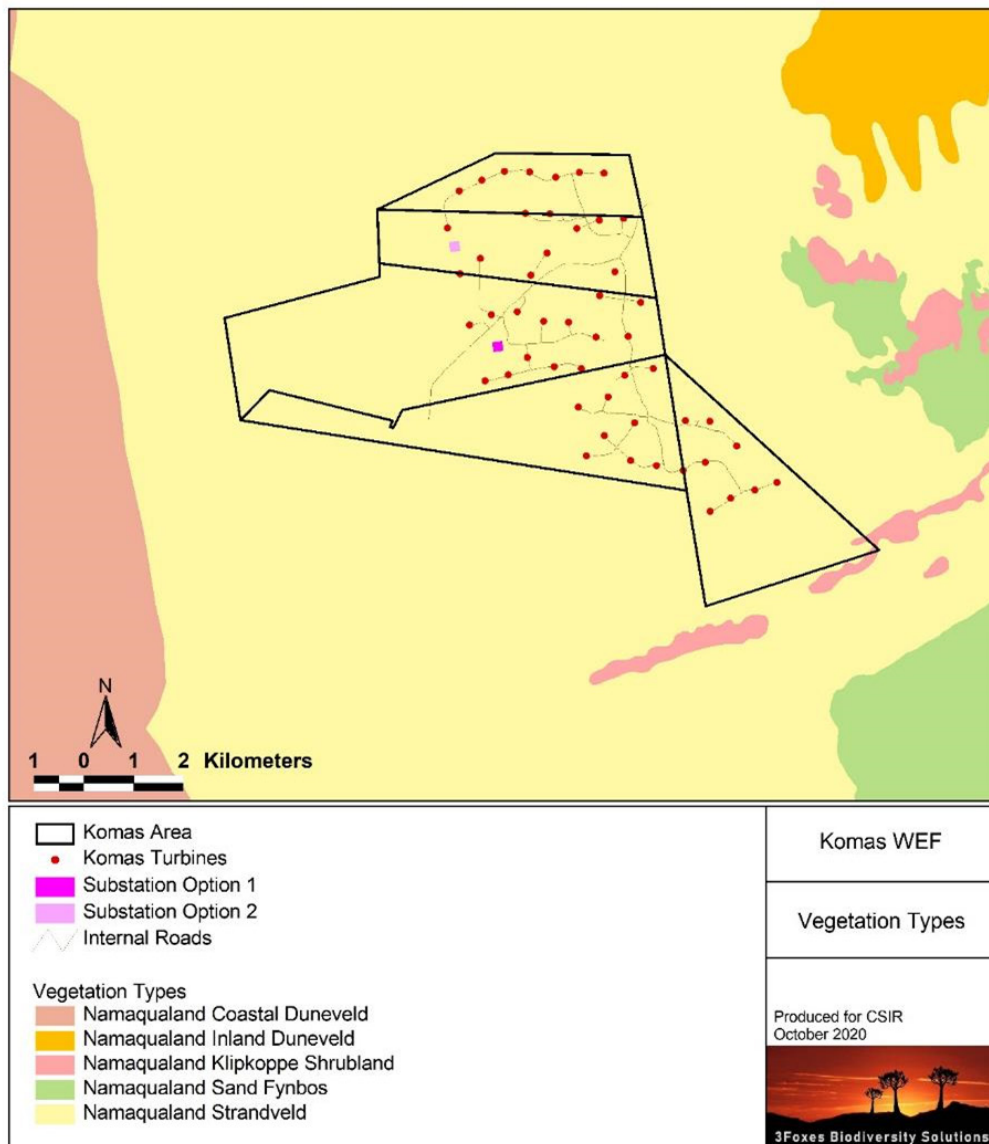 N
1 0 1 2 Kilometers
Komas Area
Komas Turbines
Substation Option 1
Substation Option 2
Internal Roads
Vegetation Types
Namaqualand Coastal Duneveld
Namaqualand Inland Duneveld
Namaqualand Klipkoppe Shrubland
Namaqualand Sand Fynbos
Namaqualand Strandveld
Komas WEF
Vegetation Types
Produced for CSIR
October 2020
3Foxes Biodiversity Solutions